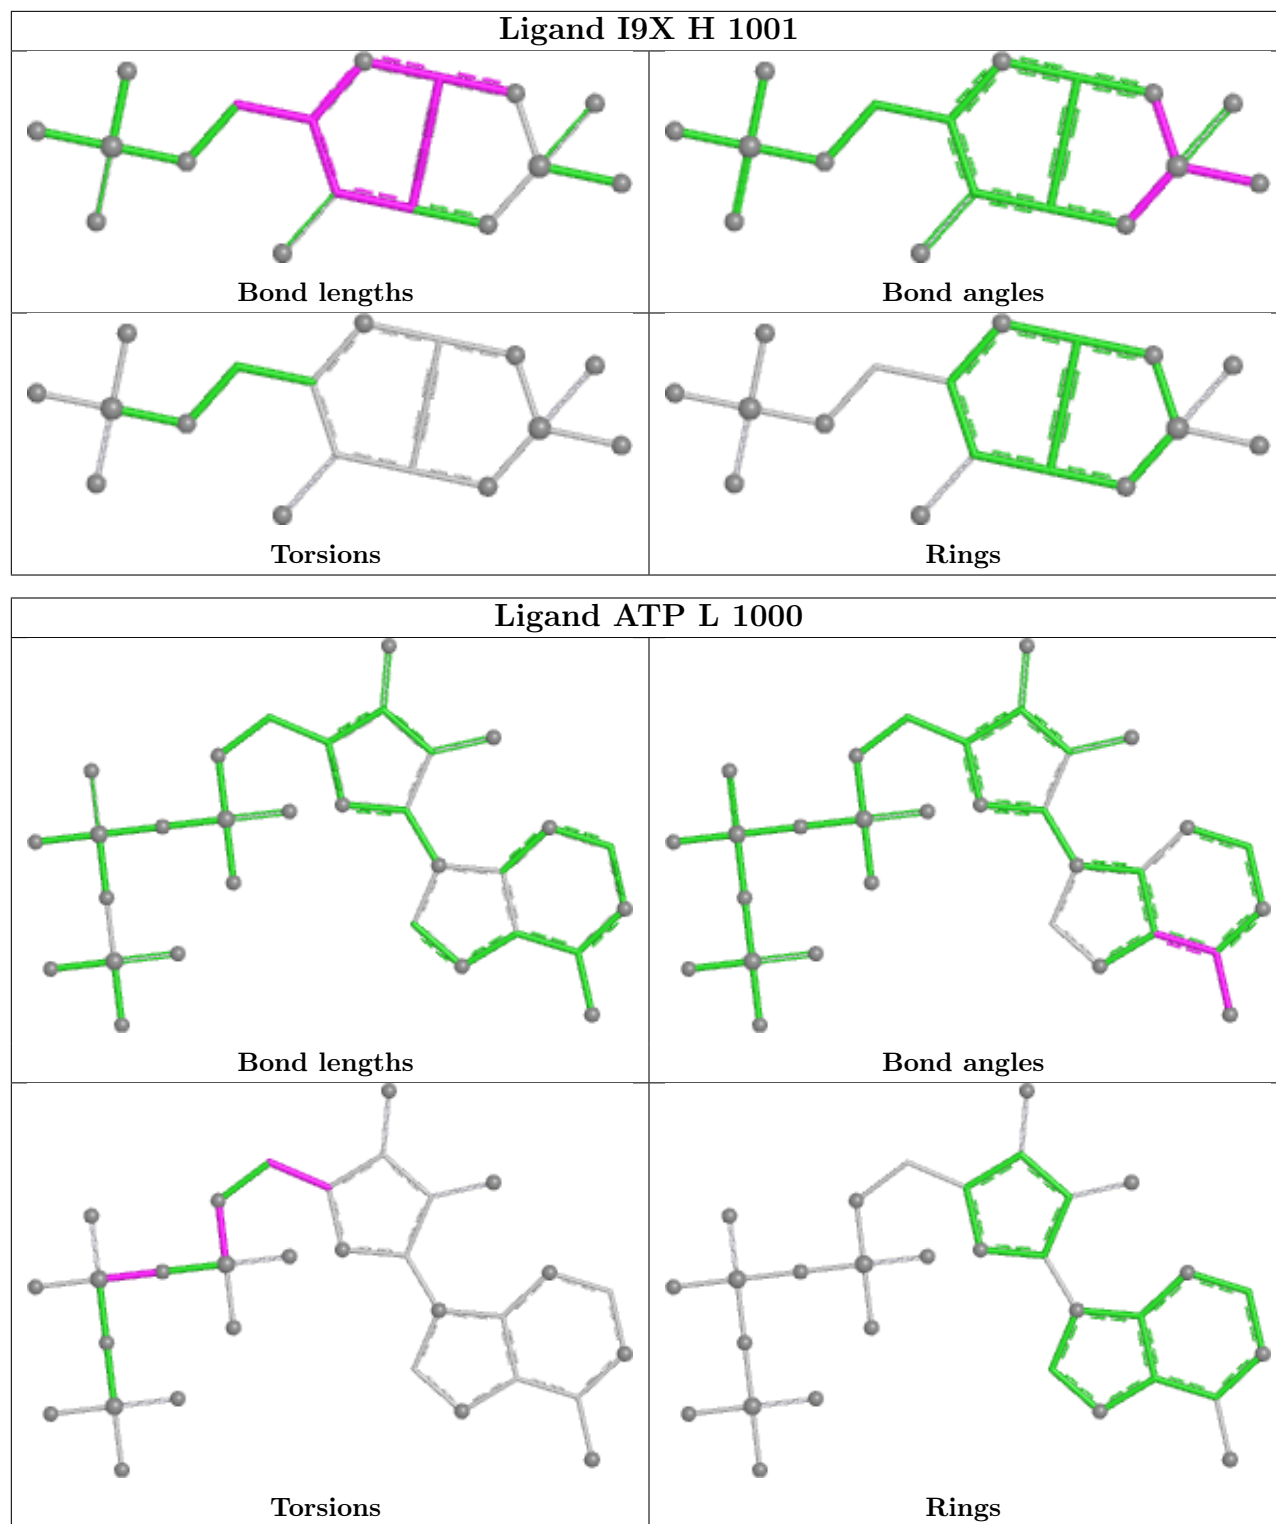 Ligand I9X H 1001
Bond lengths
Bond angles
Torsions
Rings
Ligand ATP L 1000
Bond lengths
Bond angles
Torsions
Rings